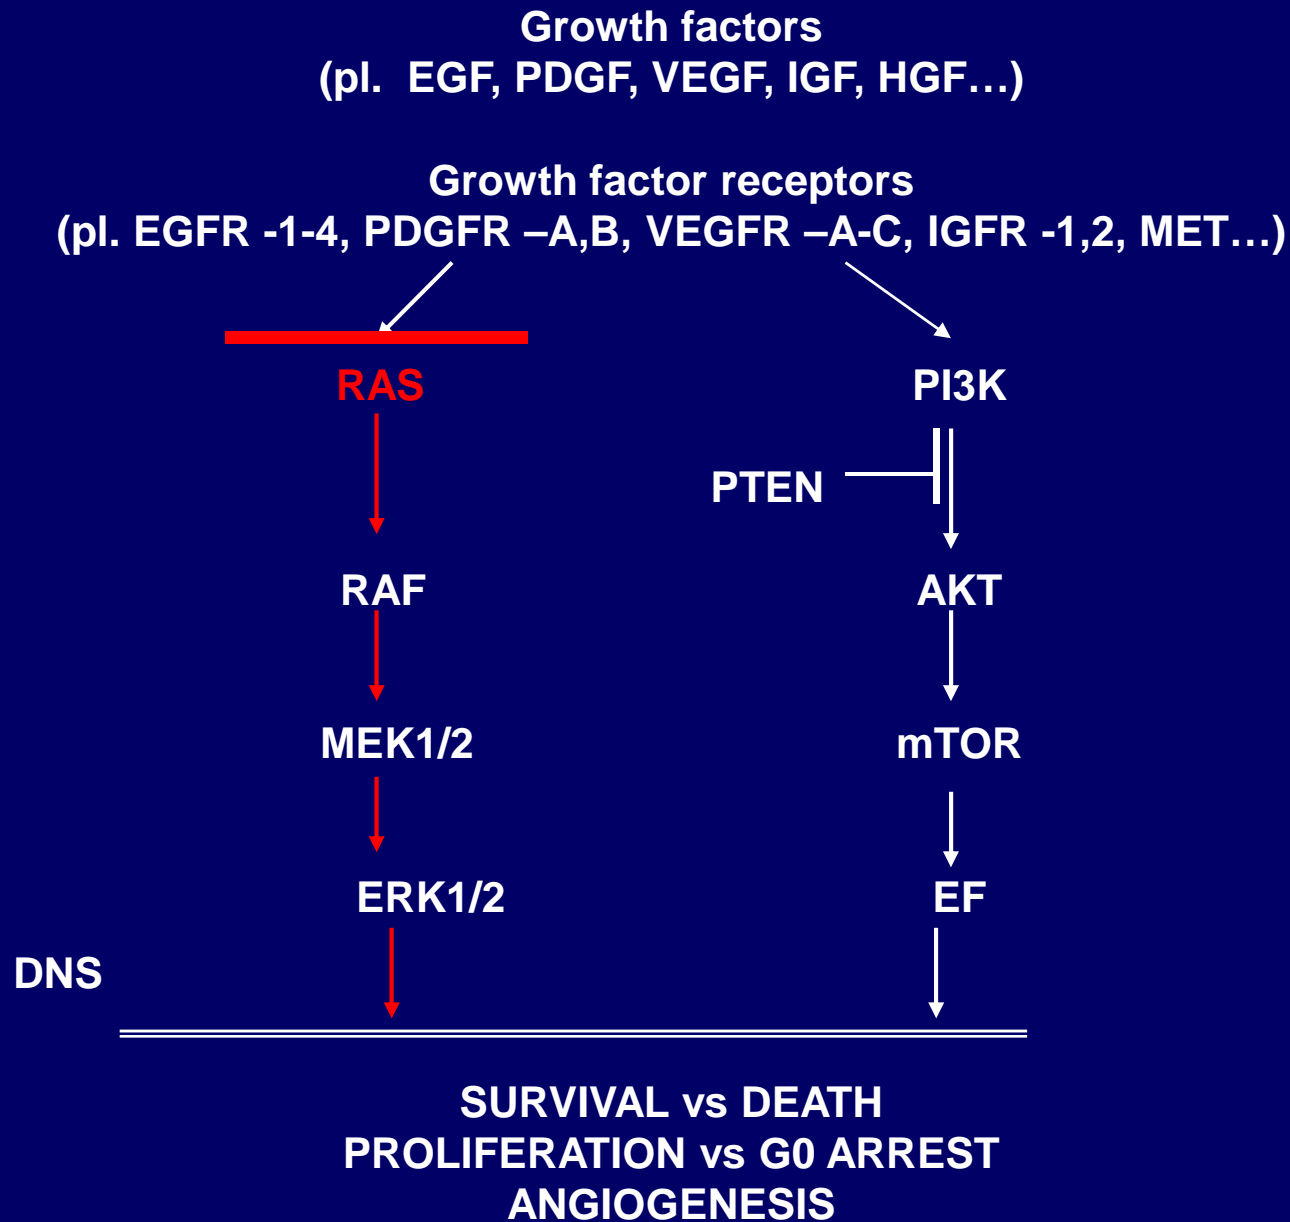 Growth factors
(pl.  EGF, PDGF, VEGF, IGF, HGF…)
Growth factor receptors
(pl. EGFR -1-4, PDGFR –A,B, VEGFR –A-C, IGFR -1,2, MET…)
RAS
PI3K
PTEN
RAF
AKT
MEK1/2
mTOR
ERK1/2
EF
DNS
SURVIVAL vs DEATH
PROLIFERATION vs G0 ARREST
ANGIOGENESIS